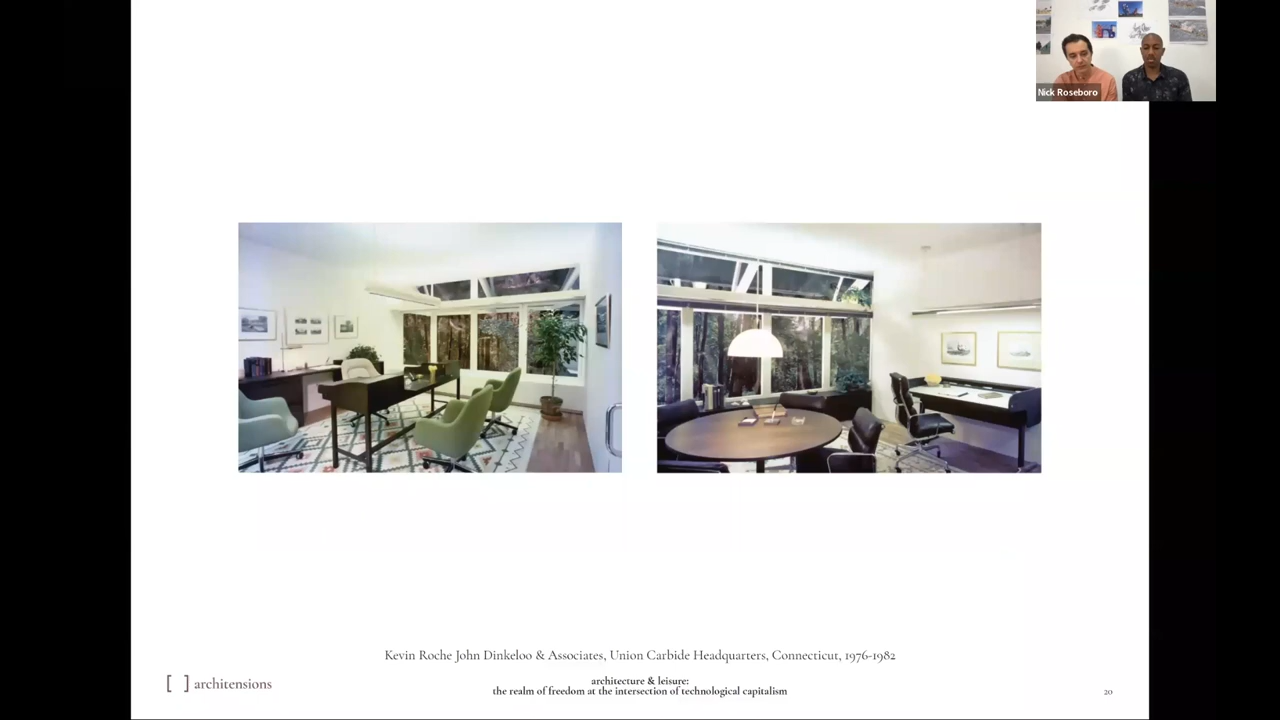 Nick Roseboro
Kevin Roche John Dinkeloo & Associates, Union Carbide Headquarters, Connecticut, 1976-1982
[ ] architensions
architecture & leisure:
the realm of freedom at the intersection of technological capitalism
20